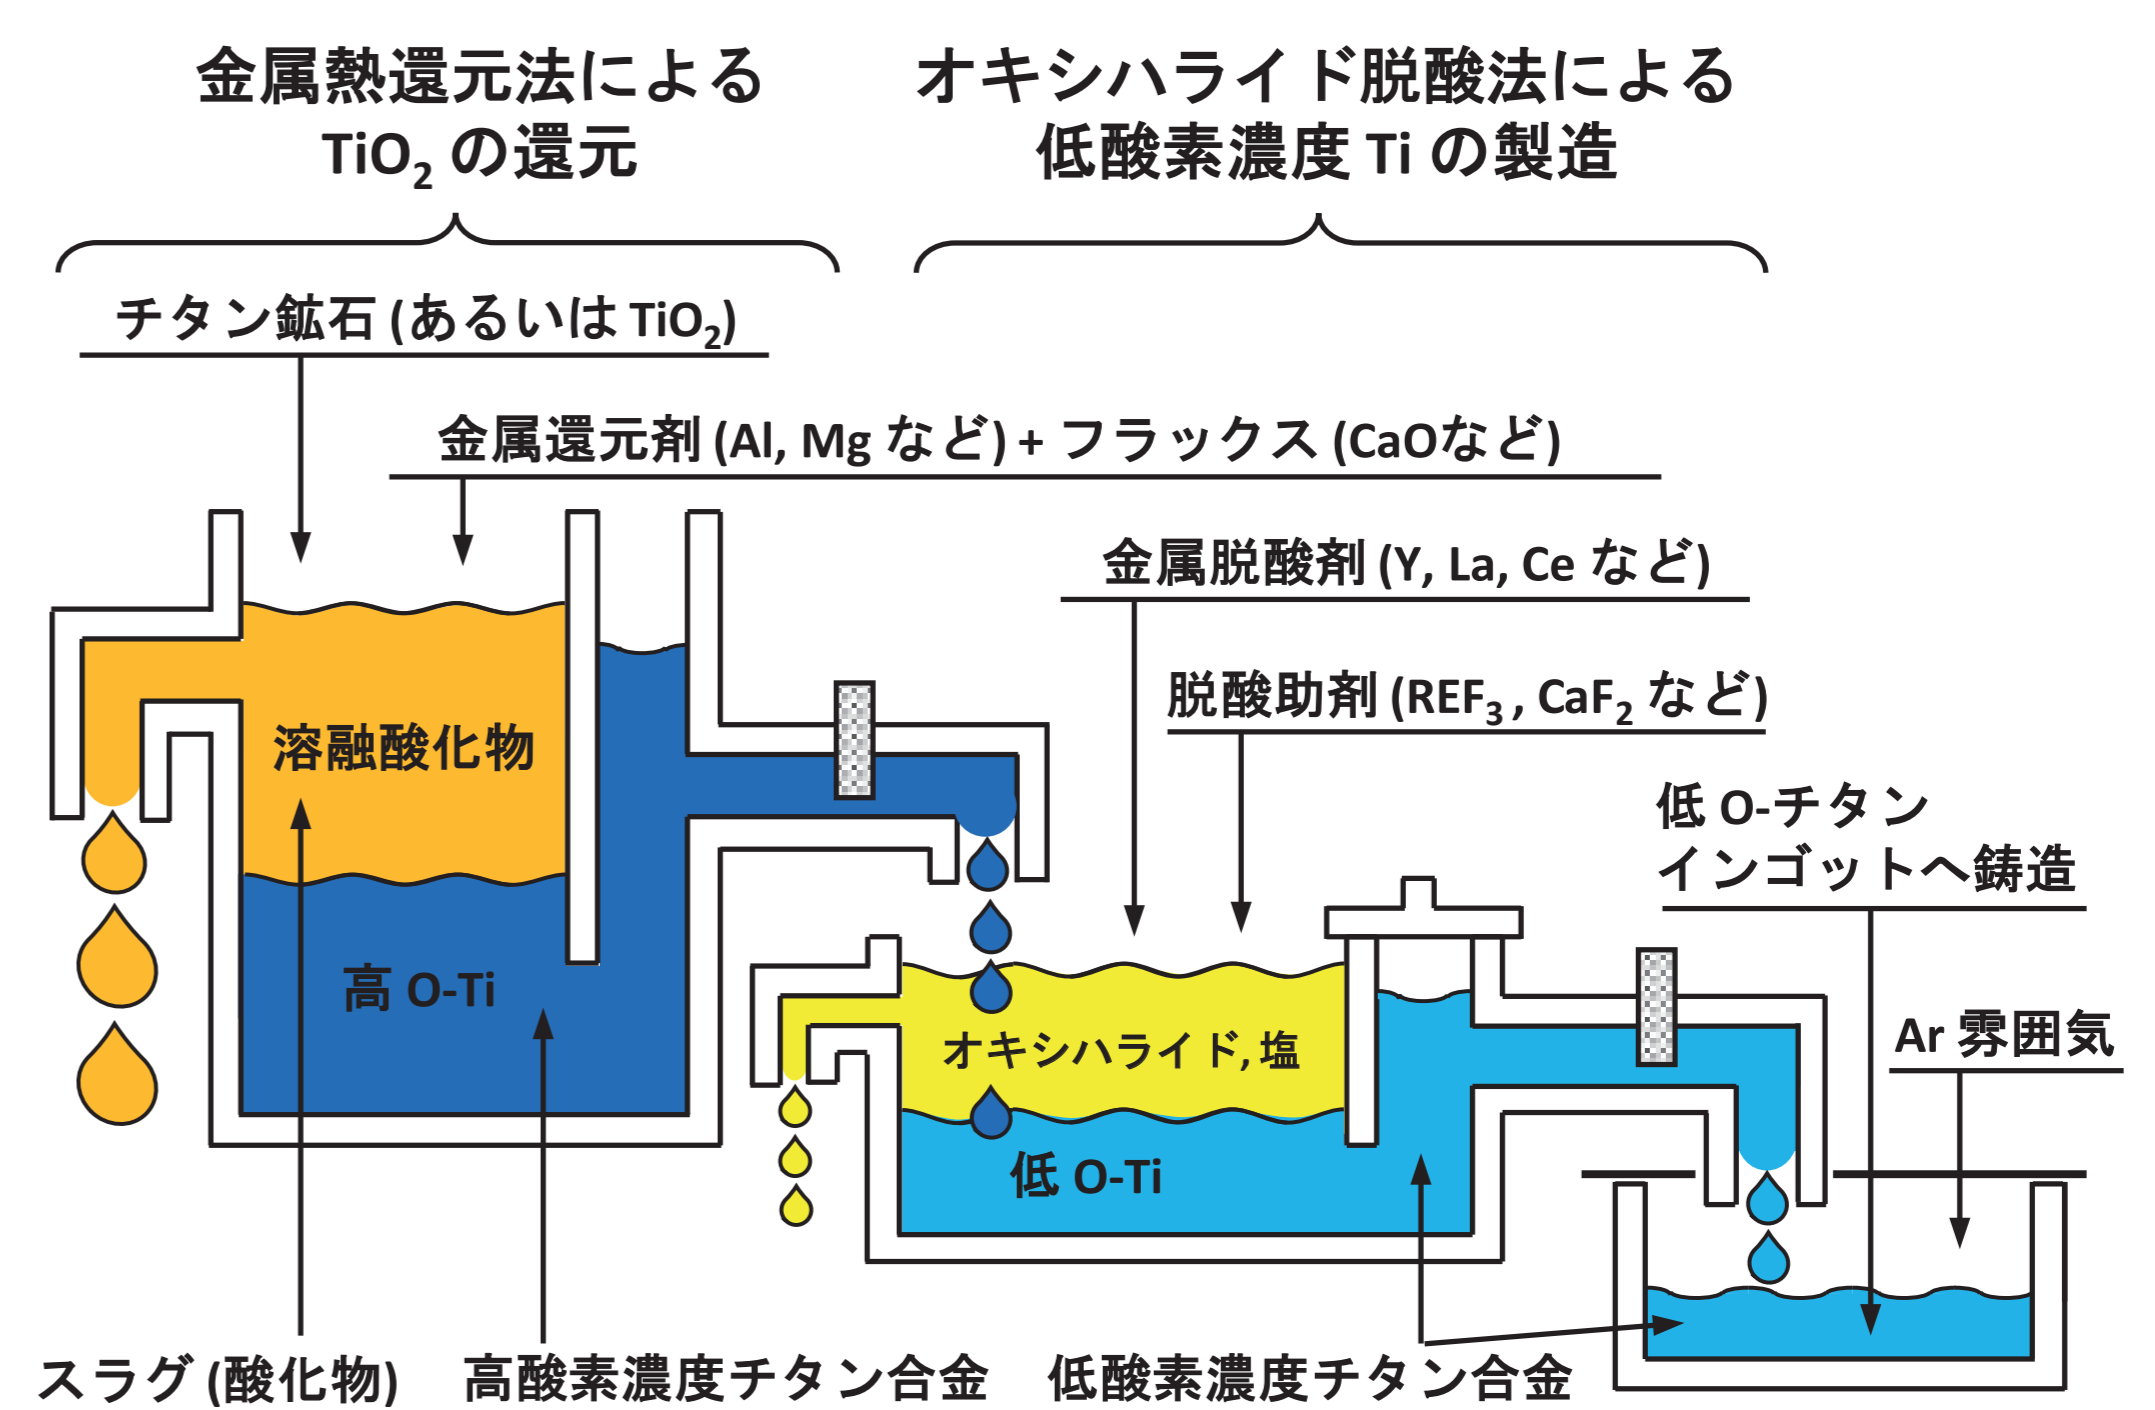 金属熱還元法による
TiO₂ の還元
オキシハライド脱酸法による
低酸素濃度 Ti の製造
チタン鉱石 (あるいは TiO₂)
金属還元剤 (Al, Mg など) + フラックス (CaOなど)
金属脱酸剤 (Y, La, Ce など)
脱酸助剤 (REF₃ , CaF₂ など)
溶融酸化物
低 O-チタン
インゴットへ鋳造
高 O-Ti
オキシハライド, 塩
Ar 雰囲気
低 O-Ti
スラグ (酸化物)
高酸素濃度チタン合金
低酸素濃度チタン合金